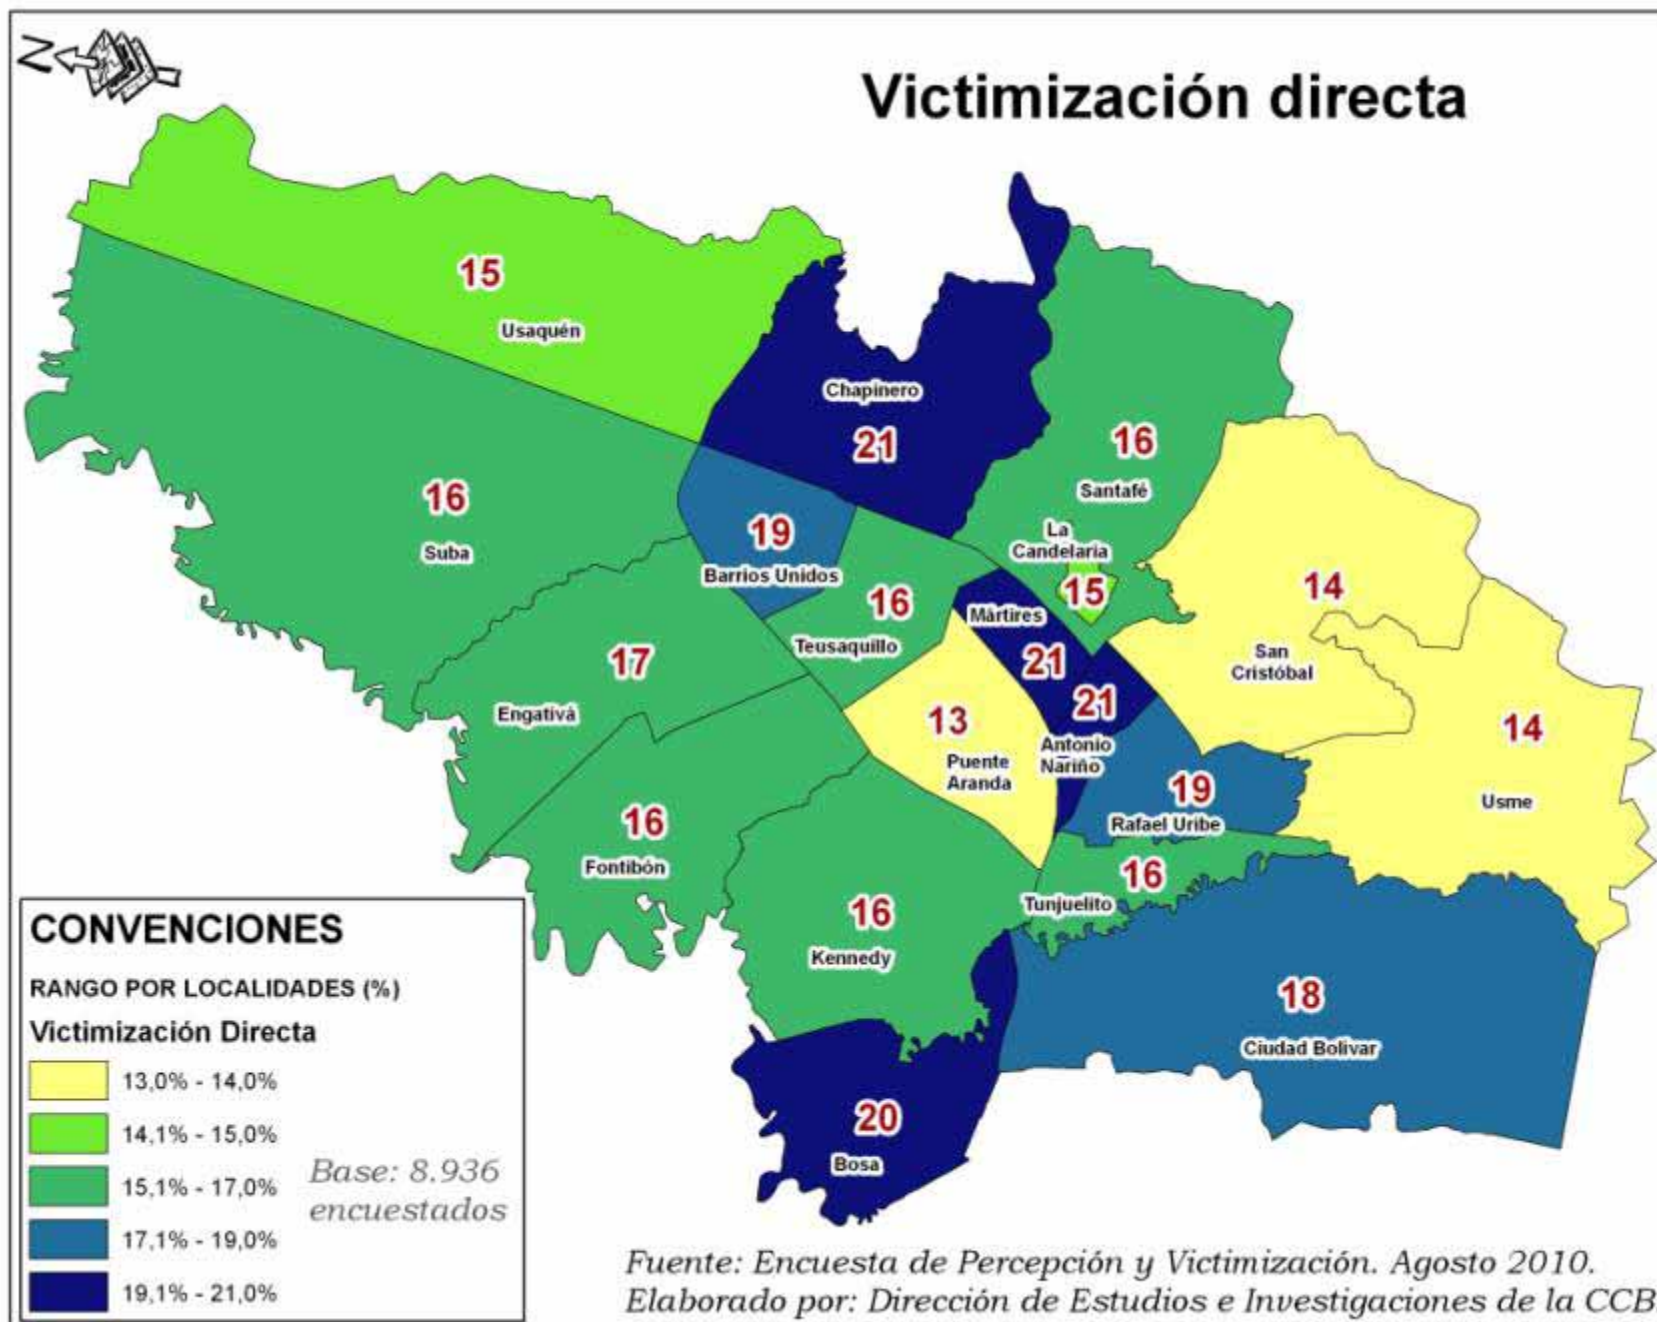 N
Victimización directa
15
Usaquén
Chapinero
21
16
Santafé
16
Suba
19
Barrios Unidos
La
Candelaria
15
14
San
Cristóbal
16
Teusaquillo
Mártires
21
17
Engativá
21
Antonio
Nariño
13
Puente
Aranda
14
Usme
19
Rafael Uribe
16
Fontibón
16
Tunjuelito
16
Kennedy
18
Ciudad Bolívar
20
Bosa
CONVENCIONES
RANGO POR LOCALIDADES (%)
Victimización Directa
13,0% - 14,0%
14,1% - 15,0%
15,1% - 17,0%
17,1% - 19,0%
19,1% - 21,0%
Base: 8.936
encuestados
Fuente: Encuesta de Percepción y Victimización. Agosto 2010.
Elaborado por: Dirección de Estudios e Investigaciones de la CCB